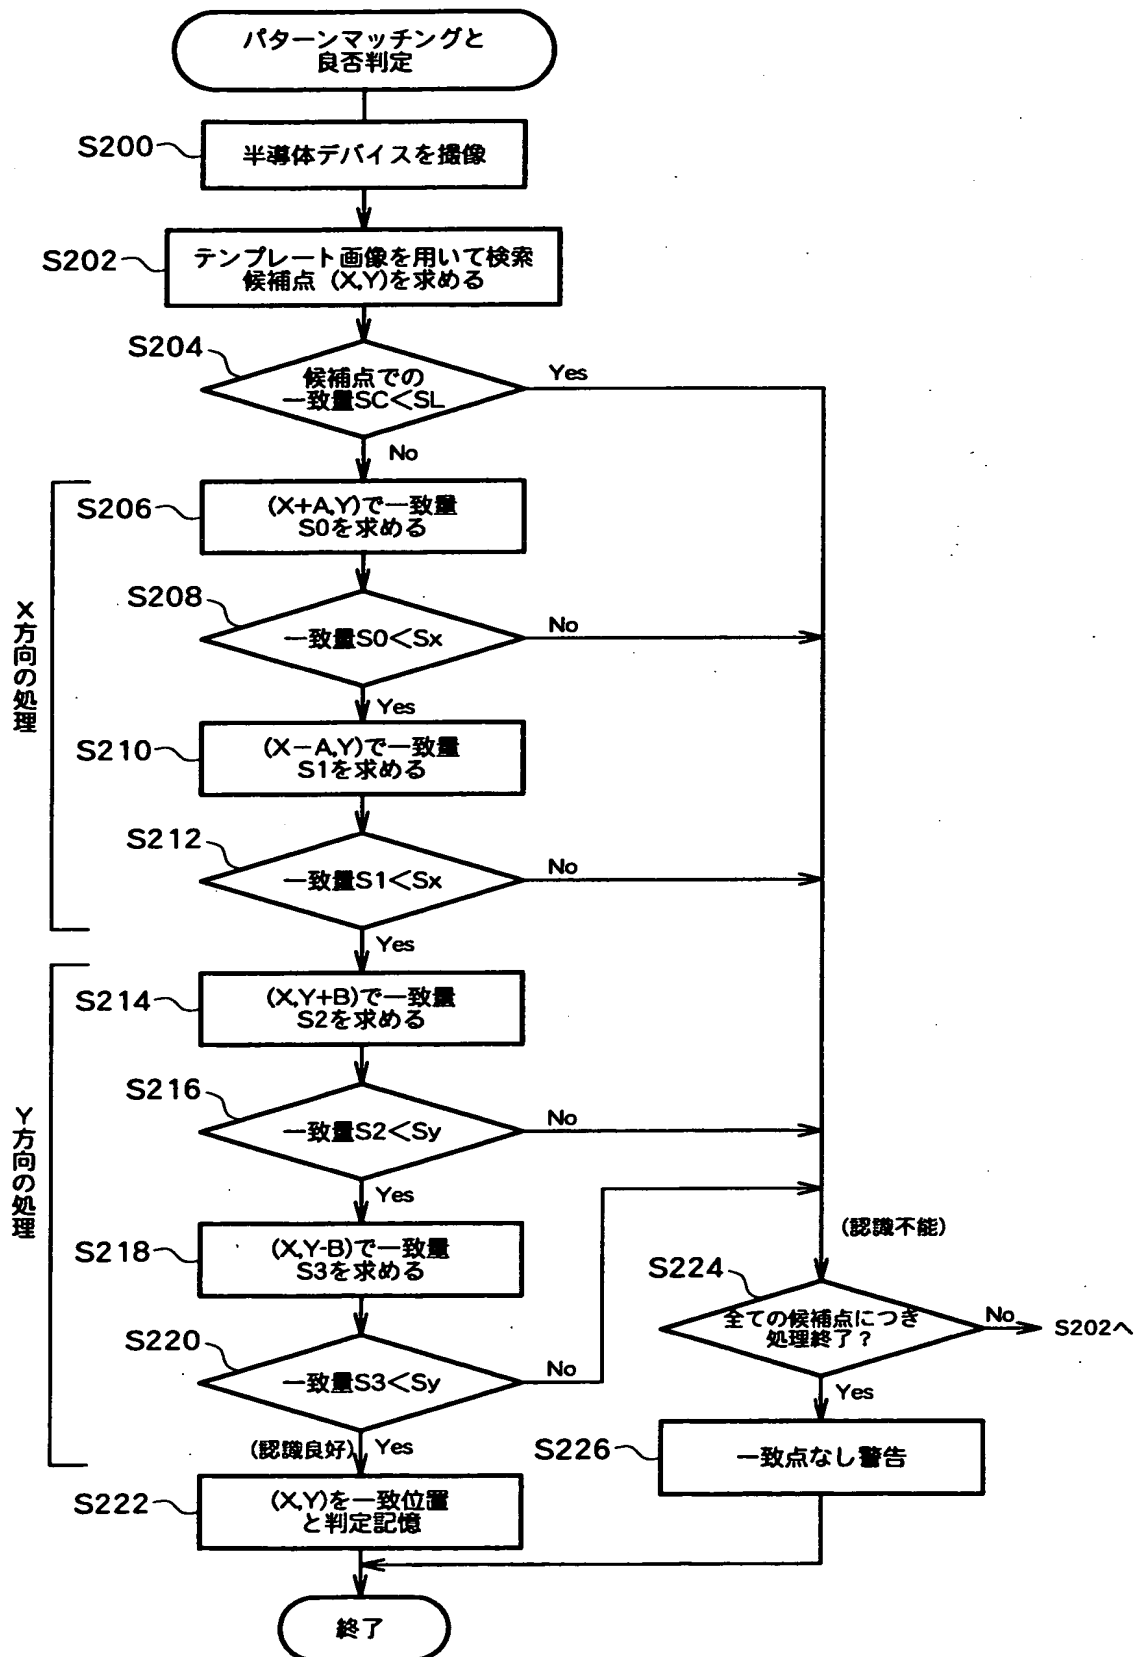 パターンマッチングと
良否判定
S200
半導体デバイスを撮像
S202
テンプレート画像を用いて検索
候補点 (X,Y)を求める
S204
候補点での
一致量SC<SL
Yes
No
X方向の処理
S206
(X+A,Y)で一致量
S0を求める
S208
一致量S0<Sx
No
Yes
S210
(X−A,Y)で一致量
S1を求める
S212
一致量S1<Sx
No
Yes
Y方向の処理
S214
(X,Y+B)で一致量
S2を求める
S216
一致量S2<Sy
No
Yes
S218
(X,Y-B)で一致量
S3を求める
S220
一致量S3<Sy
No
(認識良好)
Yes
S222
(X,Y)を一致位置
と判定記憶
(認識不能)
S224
全ての候補点につき
処理終了?
No
S202へ
Yes
S226
一致点なし警告
終了